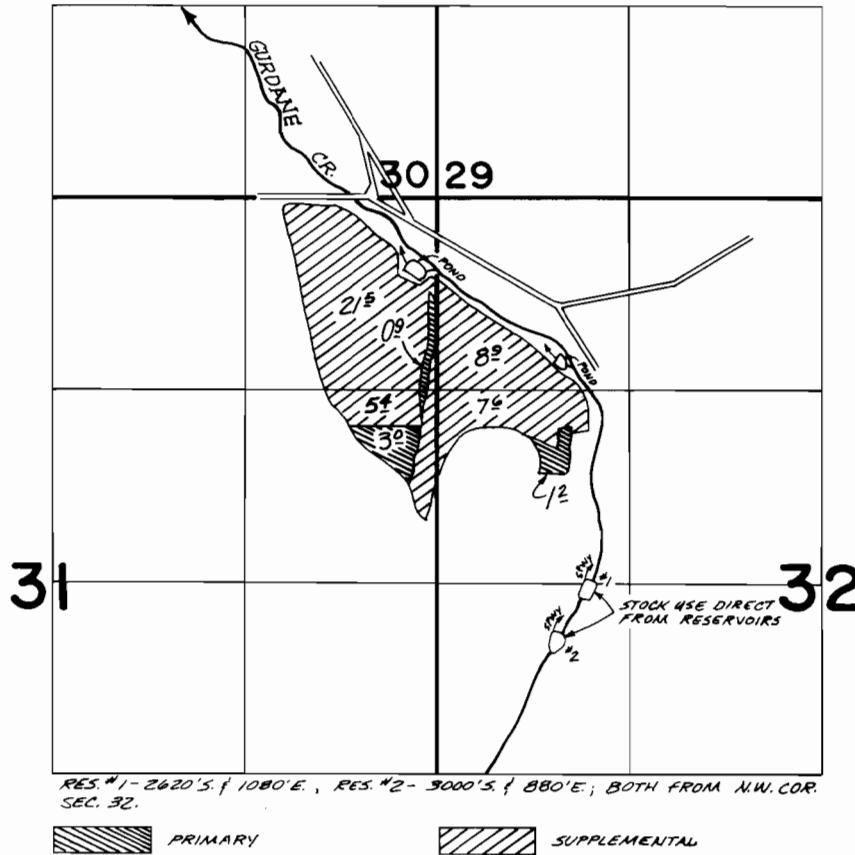 GURDANE
CR.
30 29
POND
21.5
0.9
8.9
POND
5.4
7.6
3.0
1.2
31
32
SPWY
#1
STOCK USE DIRECT
FROM RESERVOIRS
SPWY
#2
RES. #1 - 2620' S. & 1080' E., RES. #2 - 3000' S. & 880' E.; BOTH FROM N.W. COR.
SEC. 32.
PRIMARY
SUPPLEMENTAL